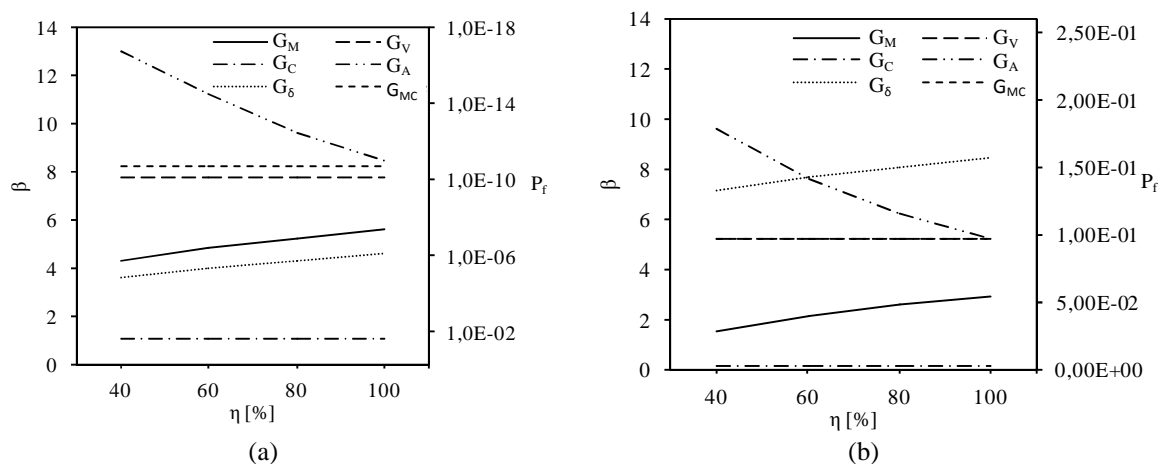 14
12
10
8
6
4
2
0
β
G_M
G_V
G_C
G_A
G_δ
G_MC
1,0E-18
1,0E-14
1,0E-10
1,0E-06
1,0E-02
P_f
40 60 80 100
η [%]
(a)
14
12
10
8
6
4
2
0
β
G_M
G_V
G_C
G_A
G_δ
G_MC
2,50E-01
2,00E-01
1,50E-01
1,00E-01
5,00E-02
0,00E+00
P_f
40 60 80 100
η [%]
(b)